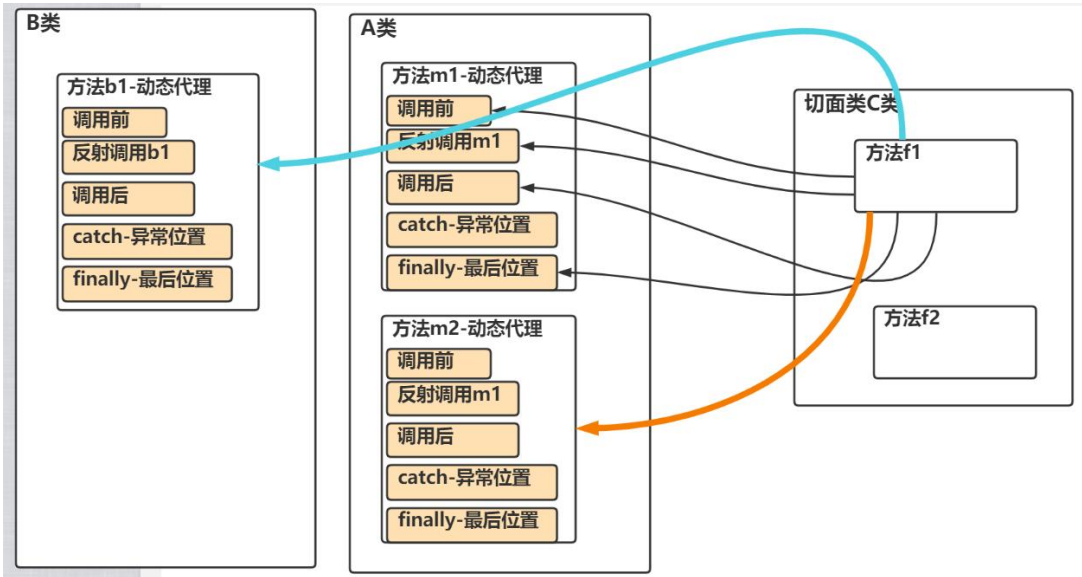 B类
方法b1-动态代理
调用前
反射调用b1
调用后
catch-异常位置
finally-最后位置
A类
方法m1-动态代理
调用前
反射调用m1
调用后
catch-异常位置
finally-最后位置
方法m2-动态代理
调用前
反射调用m1
调用后
catch-异常位置
finally-最后位置
切面类C类
方法f1
方法f2